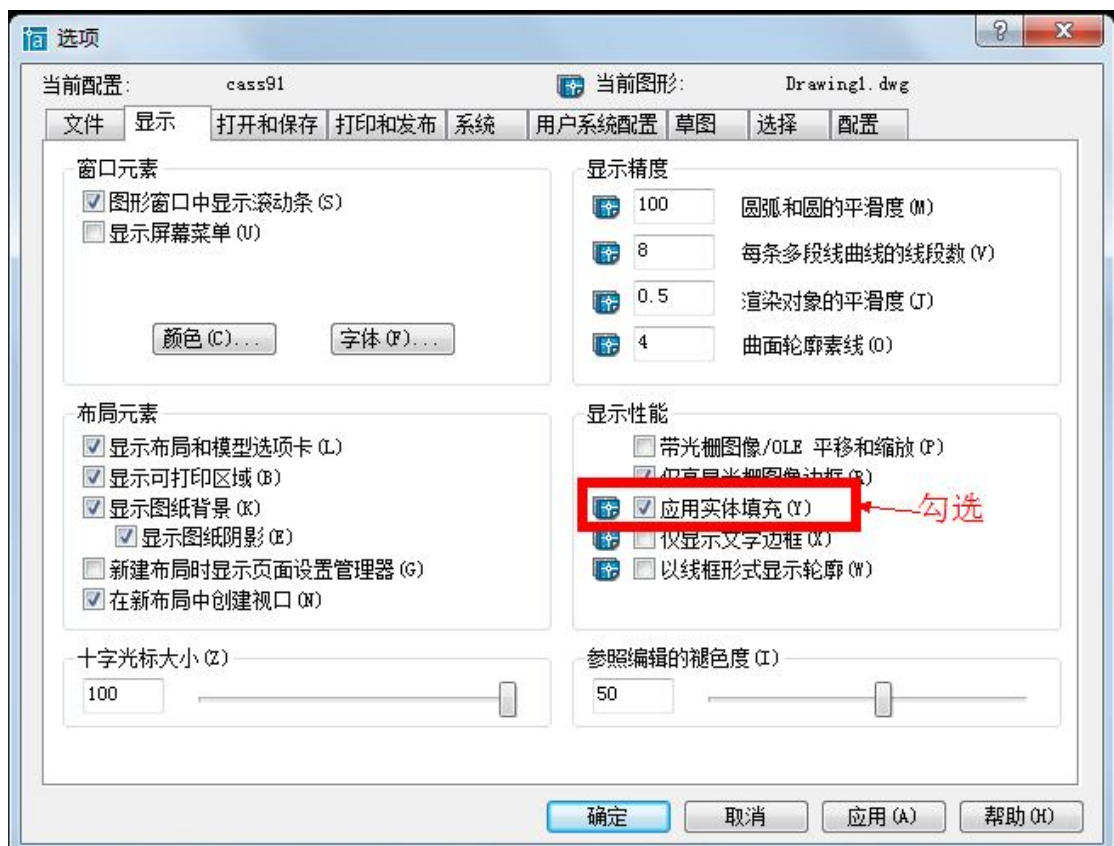 选项
当前配置: cass91 当前图形: Drawing1.dwg
文件 显示 打开和保存 打印和发布 系统 用户系统配置 草图 选择 配置
窗口元素
图形窗口中显示滚动条(S)
显示屏幕菜单(U)
颜色(C)... 字体(F)...
显示精度
100 圆弧和圆的平滑度(M)
8 每条多段线曲线的线段数(V)
0.5 渲染对象的平滑度(J)
4 曲面轮廓素线(O)
布局元素
显示布局和模型选项卡(L)
显示可打印区域(B)
显示图纸背景(K)
显示图纸阴影(E)
新建布局时显示页面设置管理器(G)
在新布局中创建视口(N)
显示性能
带光栅图像/OLE 平移和缩放(P)
仅亮显光栅图像边框(R)
应用实体填充(Y) 勾选
仅显示文字边框(X)
以线框形式显示轮廓(W)
十字光标大小(Z)
100
参照编辑的褪色度(I)
50
确定 取消 应用(A) 帮助(H)